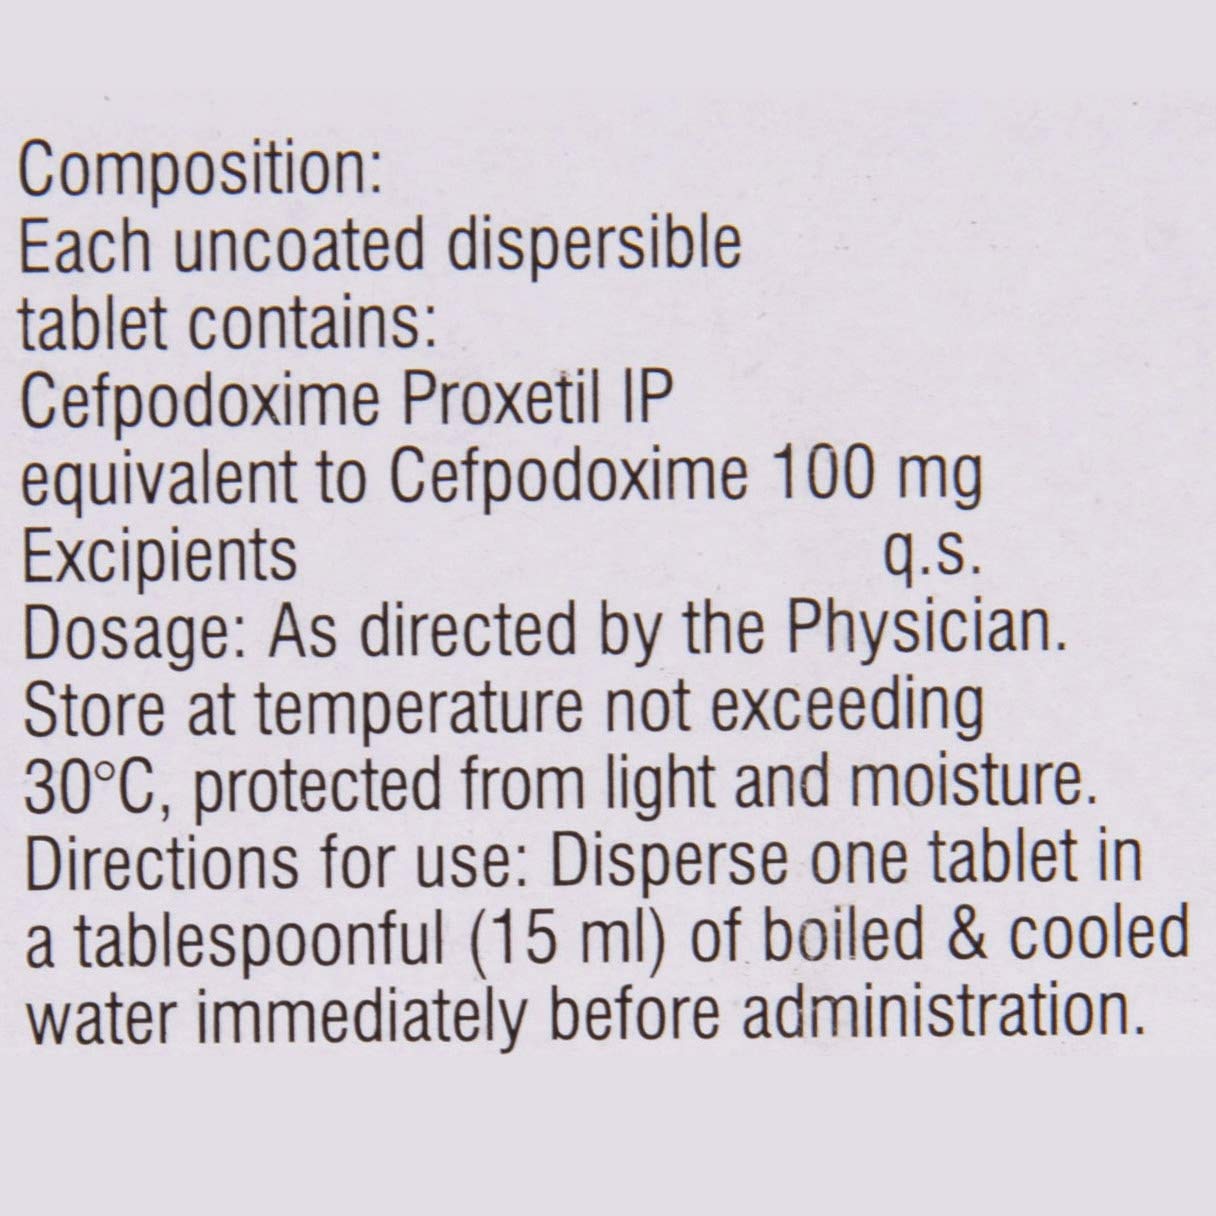 Composition:
Each uncoated dispersible
tablet contains:
Cefpodoxime Proxetil IP
equivalent to Cefpodoxime 100 mg
Excipients q.s.
Dosage: As directed by the Physician.
Store at temperature not exceeding
30°C, protected from light and moisture.
Directions for use: Disperse one tablet in
a tablespoonful (15 ml) of boiled & cooled
water immediately before administration.